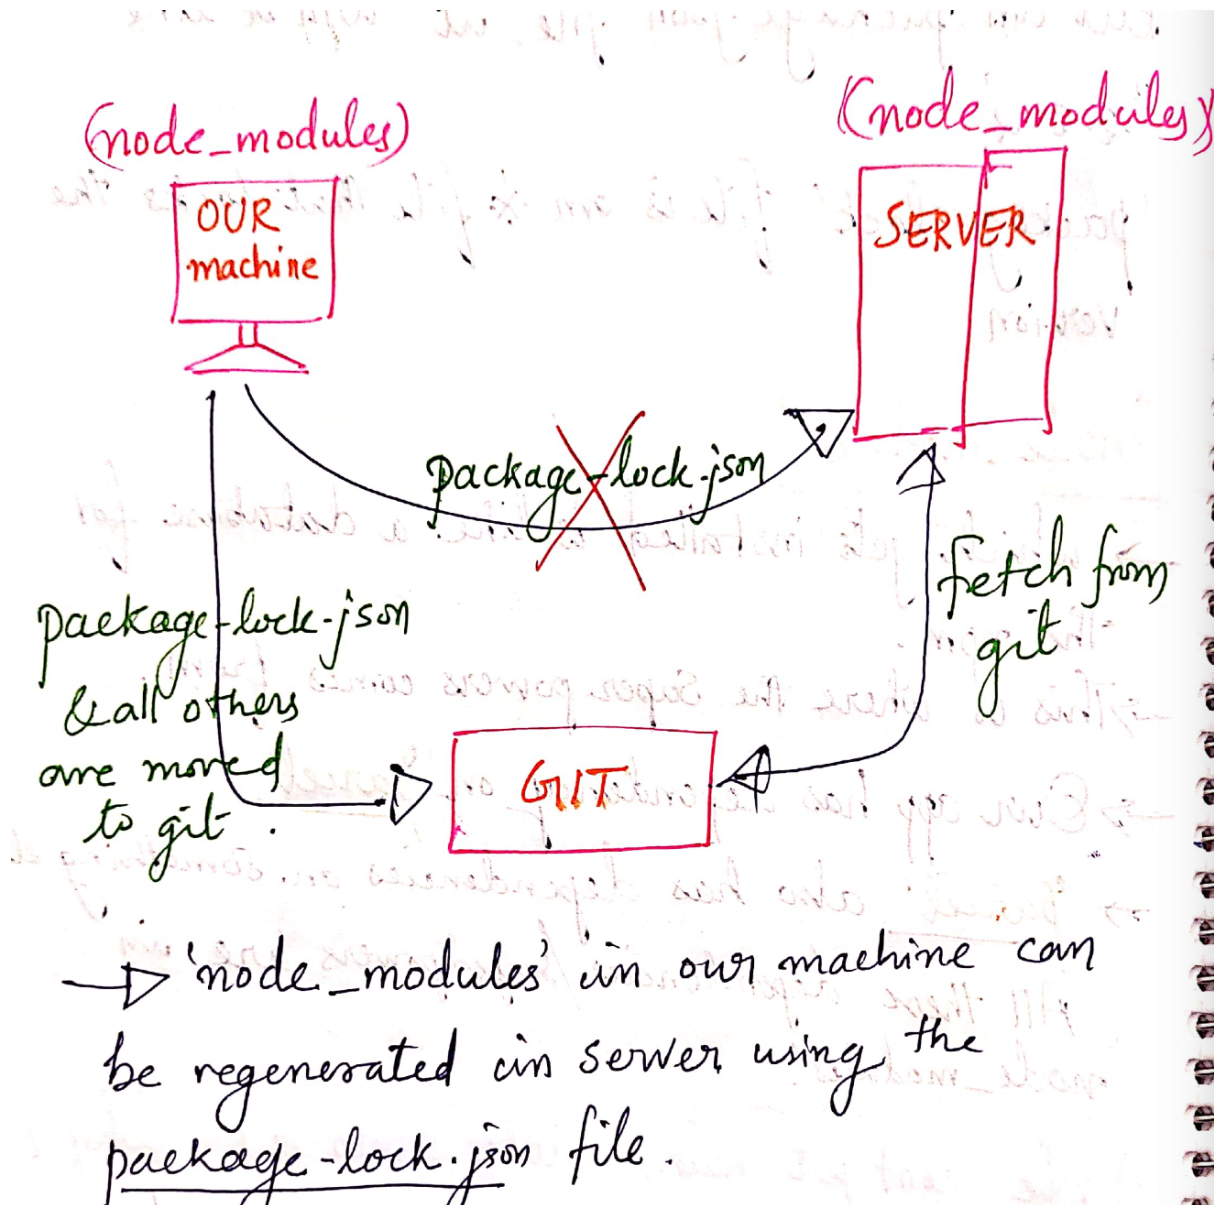 (node_modules)
(node_modules)
OUR
machine
SERVER
package-lock.json
package-lock.json
& all others
are moved
to git.
fetch from
git
GIT
→ 'node_modules' in our machine can
be regenerated in server using the
package-lock.json file.